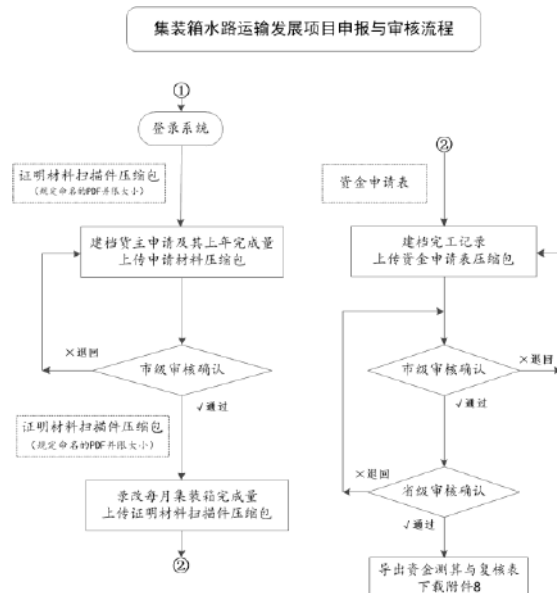 集装箱水路运输发展项目申报与审核流程
①
登录系统
证明材料扫描件压缩包
（规定命名的PDF并限大小）
建档货主申请及其上年完成量
上传申请材料压缩包
×退回
市级审核确认
√通过
证明材料扫描件压缩包
（规定命名的PDF并限大小）
录改每月集装箱完成量
上传证明材料扫描件压缩包
②
②
资金申请表
建档完工记录
上传资金申请表压缩包
市级审核确认
×退回
√通过
×退回
省级审核确认
√通过
导出资金测算与复核表
下载附件8